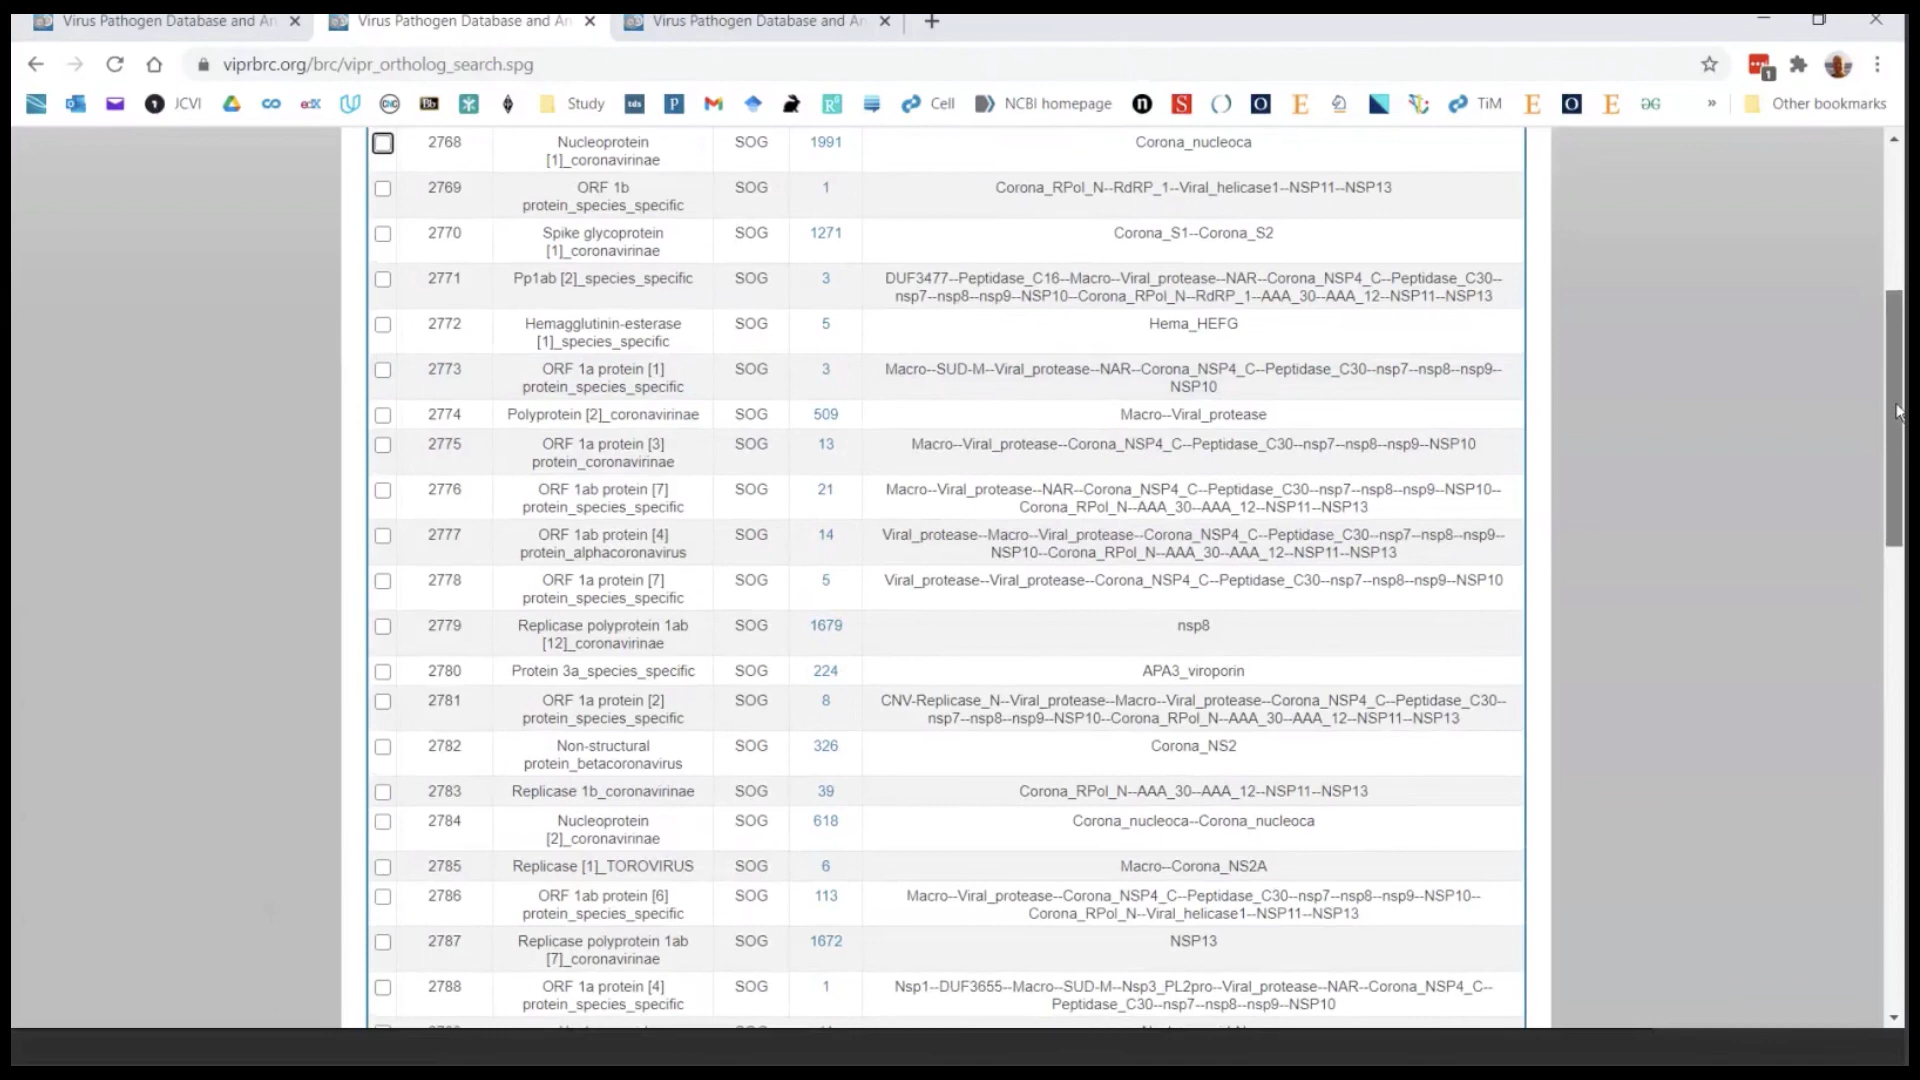 Virus Pathogen Database and An
Virus Pathogen Database and An
Virus Pathogen Database and An
viprbrc.org/brc/vipr_ortholog_search.spg
1
JCVI
edX
Bb
Study
tds
P
Cell
NCBI homepage
n
S
O
E
TiM
E
O
E
»
Other bookmarks
2768 Nucleoprotein SOG 1991 Corona_nucleoca
[1]_coronavirinae
2769 ORF 1b SOG 1 Corona_RPol_N--RdRP_1--Viral_helicase1--NSP11--NSP13
protein_species_specific
2770 Spike glycoprotein SOG 1271 Corona_S1--Corona_S2
[1]_coronavirinae
2771 Pp1ab [2]_species_specific SOG 3 DUF3477--Peptidase_C16--Macro--Viral_protease--NAR--Corona_NSP4_C--Peptidase_C30--
nsp7--nsp8--nsp9--NSP10--Corona_RPol_N--RdRP_1--AAA_30--AAA_12--NSP11--NSP13
2772 Hemagglutinin-esterase SOG 5 Hema_HEFG
[1]_species_specific
2773 ORF 1a protein [1] SOG 3 Macro--SUD-M--Viral_protease--NAR--Corona_NSP4_C--Peptidase_C30--nsp7--nsp8--nsp9--
protein_species_specific NSP10
2774 Polyprotein [2]_coronavirinae SOG 509 Macro--Viral_protease
2775 ORF 1a protein [3] SOG 13 Macro--Viral_protease--Corona_NSP4_C--Peptidase_C30--nsp7--nsp8--nsp9--NSP10
protein_coronavirinae
2776 ORF 1ab protein [7] SOG 21 Macro--Viral_protease--NAR--Corona_NSP4_C--Peptidase_C30--nsp7--nsp8--nsp9--NSP10--
protein_species_specific Corona_RPol_N--AAA_30--AAA_12--NSP11--NSP13
2777 ORF 1ab protein [4] SOG 14 Viral_protease--Macro--Viral_protease--Corona_NSP4_C--Peptidase_C30--nsp7--nsp8--nsp9--
protein_alphacoronavirus NSP10--Corona_RPol_N--AAA_30--AAA_12--NSP11--NSP13
2778 ORF 1a protein [7] SOG 5 Viral_protease--Viral_protease--Corona_NSP4_C--Peptidase_C30--nsp7--nsp8--nsp9--NSP10
protein_species_specific
2779 Replicase polyprotein 1ab SOG 1679 nsp8
[12]_coronavirinae
2780 Protein 3a_species_specific SOG 224 APA3_viroporin
2781 ORF 1a protein [2] SOG 8 CNV-Replicase_N--Viral_protease--Macro--Viral_protease--Corona_NSP4_C--Peptidase_C30--
protein_species_specific nsp7--nsp8--nsp9--NSP10--Corona_RPol_N--AAA_30--AAA_12--NSP11--NSP13
2782 Non-structural SOG 326 Corona_NS2
protein_betacoronavirus
2783 Replicase 1b_coronavirinae SOG 39 Corona_RPol_N--AAA_30--AAA_12--NSP11--NSP13
2784 Nucleoprotein SOG 618 Corona_nucleoca--Corona_nucleoca
[2]_coronavirinae
2785 Replicase [1]_TOROVIRUS SOG 6 Macro--Corona_NS2A
2786 ORF 1ab protein [6] SOG 113 Macro--Viral_protease--Corona_NSP4_C--Peptidase_C30--nsp7--nsp8--nsp9--NSP10--
protein_species_specific Corona_RPol_N--Viral_helicase1--NSP11--NSP13
2787 Replicase polyprotein 1ab SOG 1672 NSP13
[7]_coronavirinae
2788 ORF 1a protein [4] SOG 1 Nsp1--DUF3655--Macro--SUD-M--Nsp3_PL2pro--Viral_protease--NAR--Corona_NSP4_C--
protein_species_specific Peptidase_C30--nsp7--nsp8--nsp9--NSP10